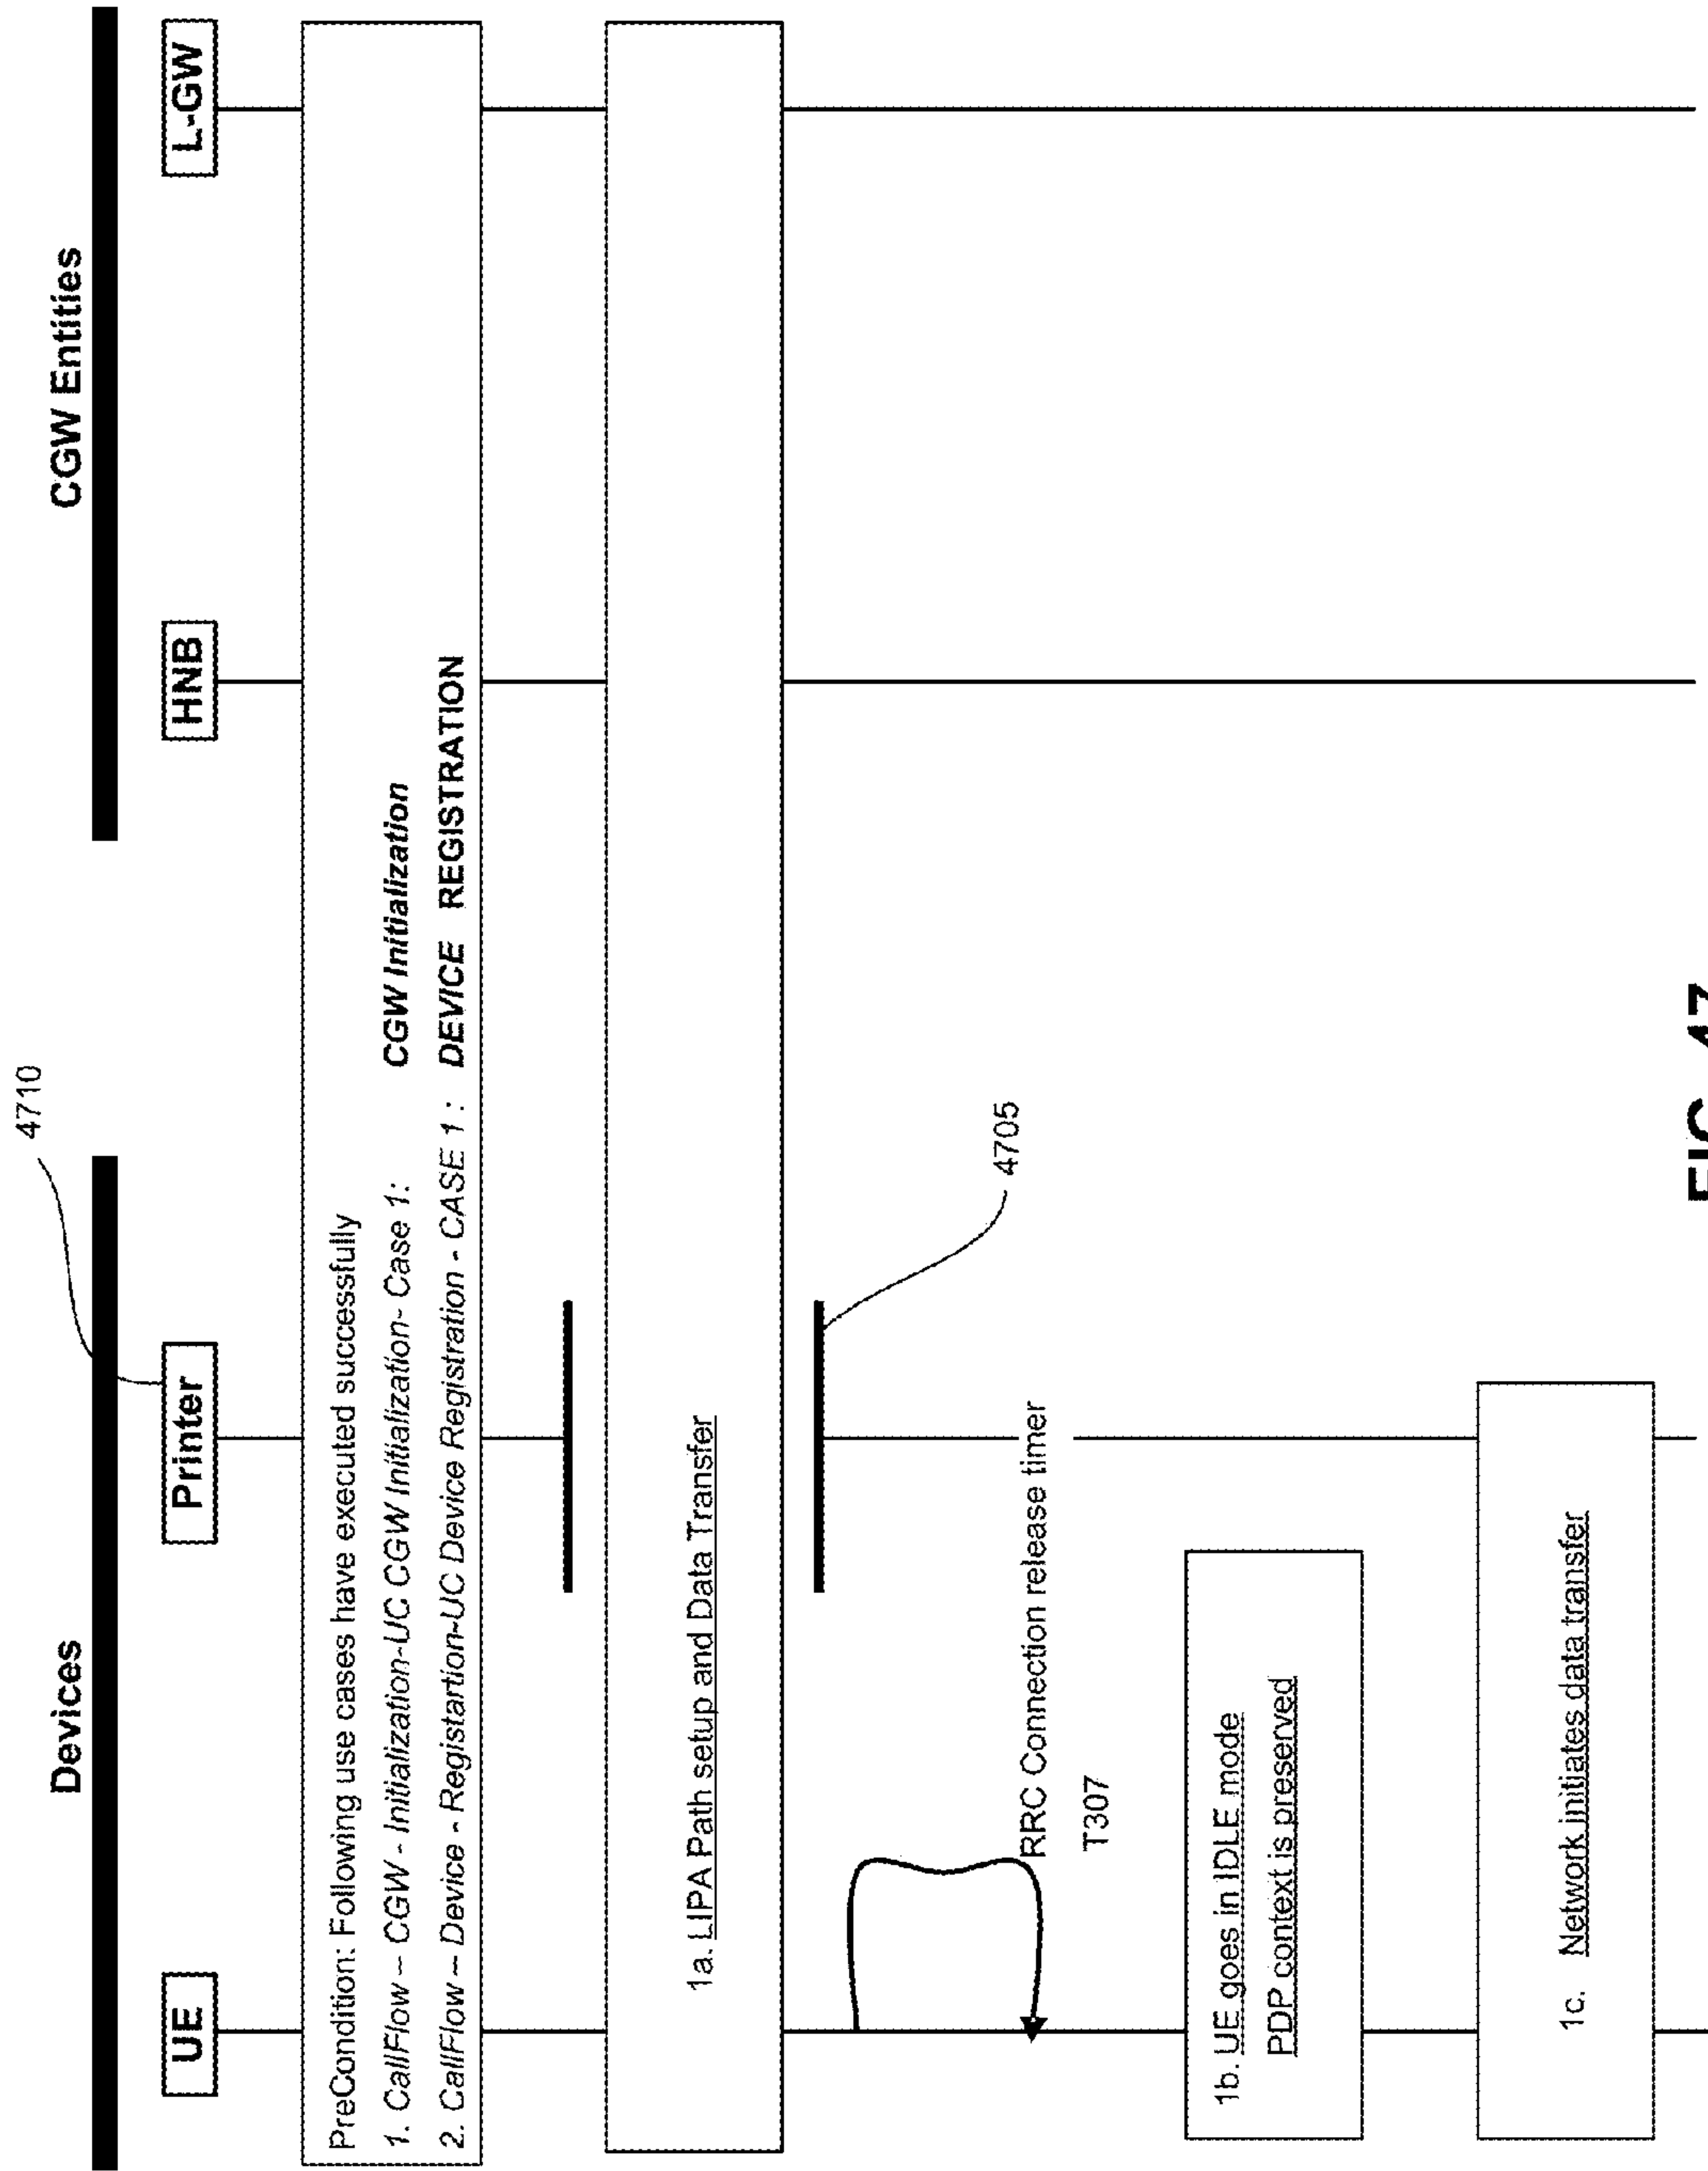 Devices
CGW Entities
4710
UE
Printer
HNB
L-GW
PreCondition: Following use cases have executed successfully
1. CallFlow – CGW - Initialization-UC CGW Initialization- Case 1: CGW Initialization
2. CallFlow – Device - Registartion-UC Device Registration - CASE 1 : DEVICE REGISTRATION
1a. LIPA Path setup and Data Transfer
4705
RRC Connection release timer
T307
1b. UE goes in IDLE mode
PDP context is preserved
1c. Network initiates data transfer
FIG. 47